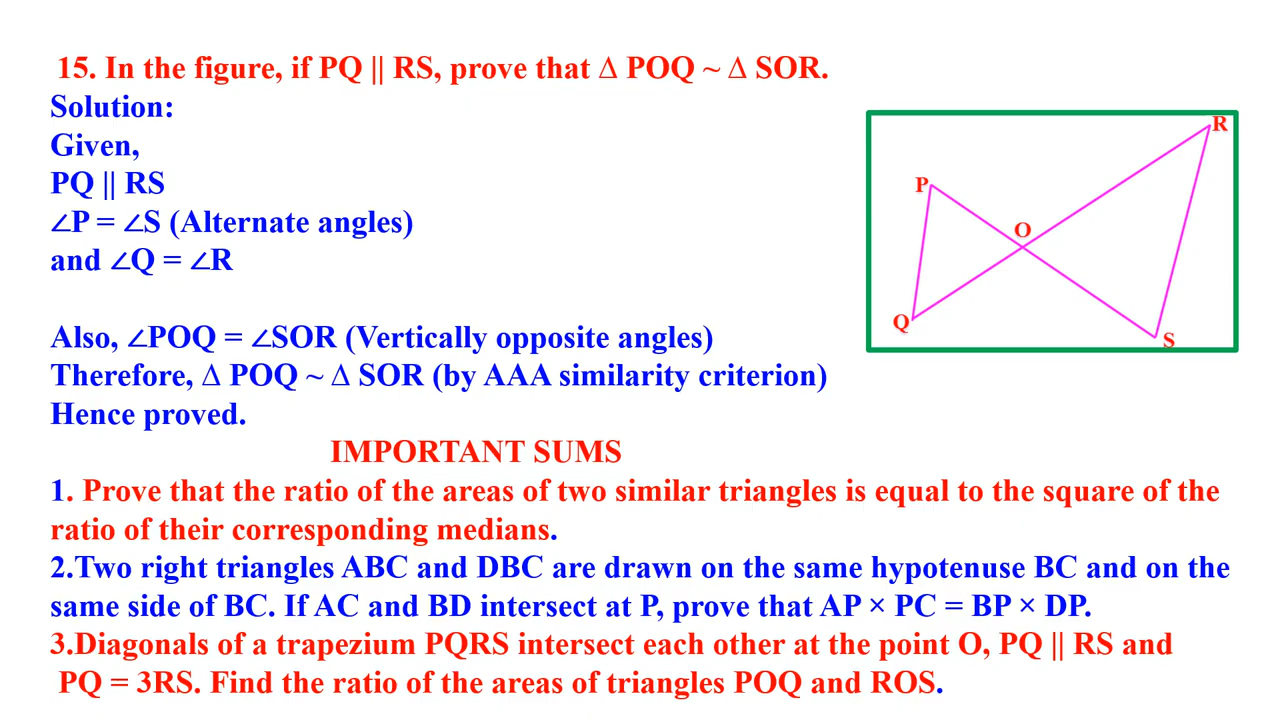 15. In the figure, if PQ || RS, prove that ∆ POQ ~ ∆ SOR.
Solution:
Given,
PQ || RS
∠P = ∠S (Alternate angles)
and ∠Q = ∠R
Also, ∠POQ = ∠SOR (Vertically opposite angles)
Therefore, ∆ POQ ~ ∆ SOR (by AAA similarity criterion)
Hence proved.
R
P
O
Q
S
IMPORTANT SUMS
1. Prove that the ratio of the areas of two similar triangles is equal to the square of the
ratio of their corresponding medians.
2.Two right triangles ABC and DBC are drawn on the same hypotenuse BC and on the
same side of BC. If AC and BD intersect at P, prove that AP × PC = BP × DP.
3.Diagonals of a trapezium PQRS intersect each other at the point O, PQ || RS and
PQ = 3RS. Find the ratio of the areas of triangles POQ and ROS.